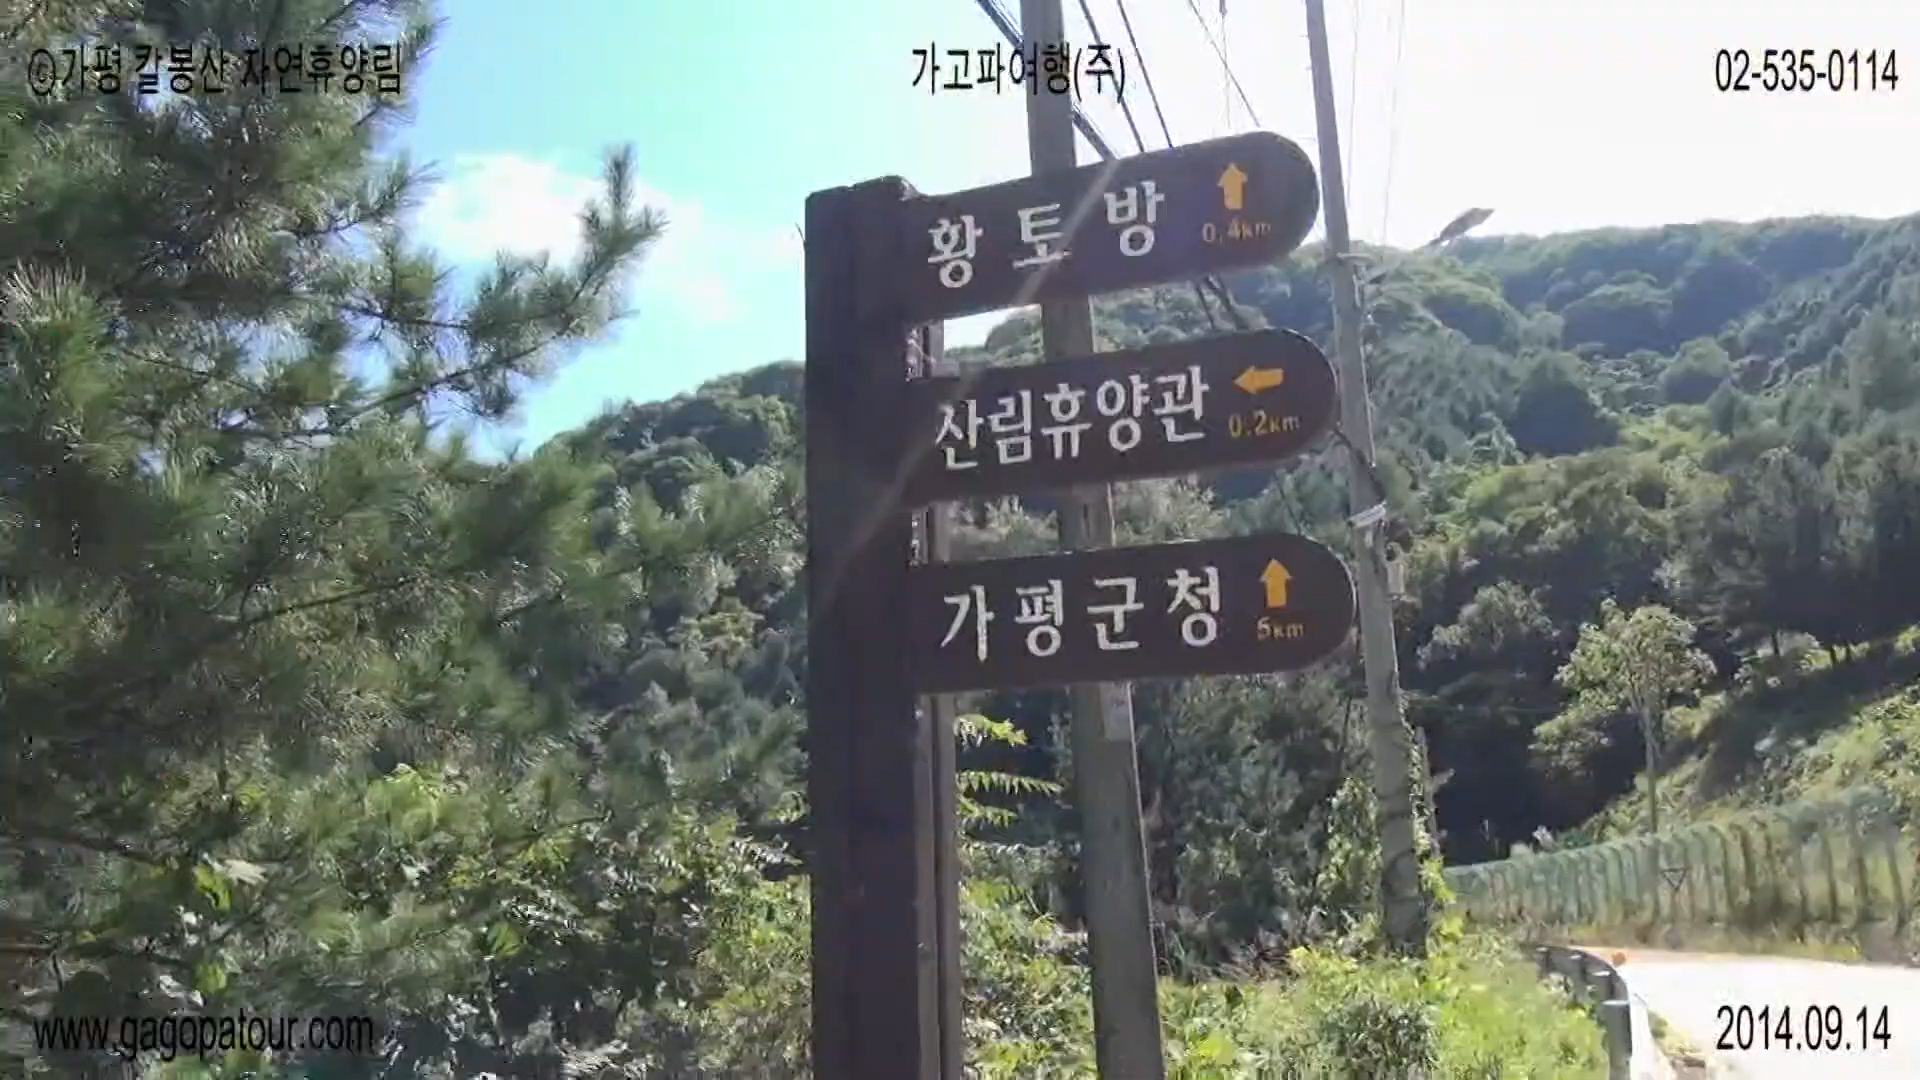 ©가평 칼봉산 자연휴양림
가고파여행(주)
02-535-0114
황토방
0.4km
산림휴양관
0.2km
가평군청
5km
www.gagopatour.com
2014.09.14